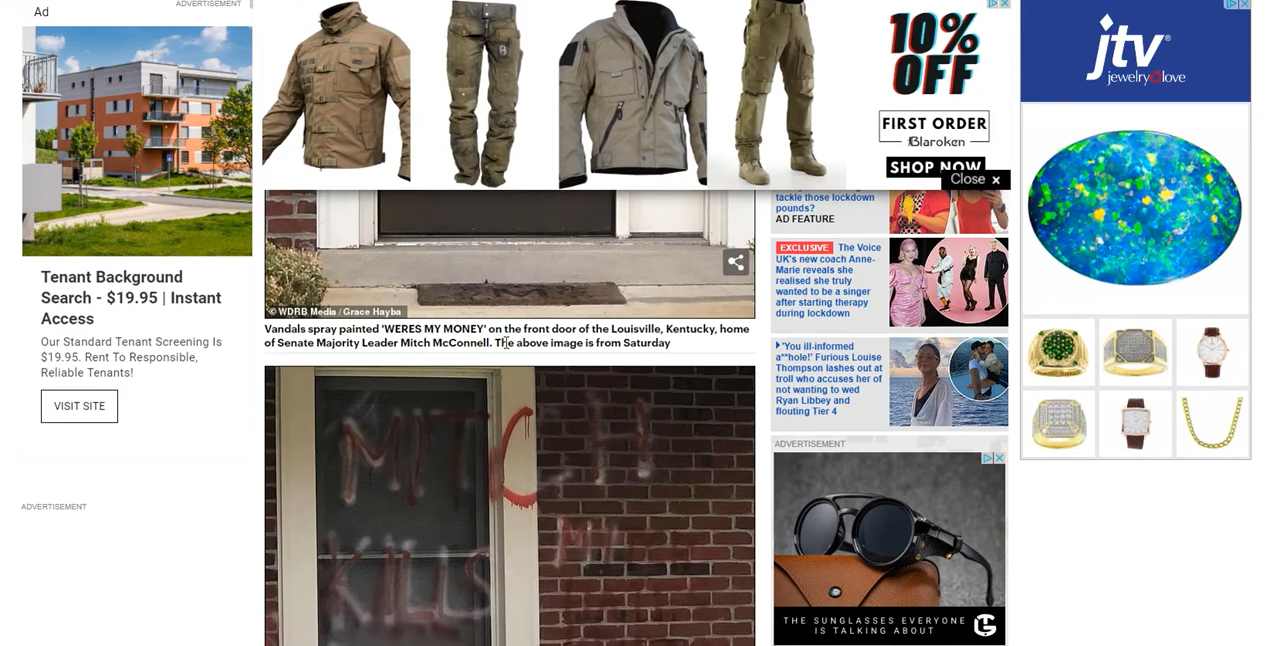 ADVERTISEMENT
Ad
Tenant Background
Search - $19.95 | Instant
Access
Our Standard Tenant Screening Is
$19.95. Rent To Responsible,
Reliable Tenants!
VISIT SITE
ADVERTISEMENT
10%
OFF
FIRST ORDER
Blaroken
SHOP NOW
Close ×
© WDRB Media / Grace Hayba
Vandals spray painted 'WERES MY MONEY' on the front door of the Louisville, Kentucky, home
of Senate Majority Leader Mitch McConnell. The above image is from Saturday
MITCH
KILLS
tackle those lockdown
pounds?
AD FEATURE
EXCLUSIVE The Voice
UK's new coach Anne-
Marie reveals she
realised she truly
wanted to be a singer
after starting therapy
during lockdown
'You ill-informed
a**hole!' Furious Louise
Thompson lashes out at
troll who accuses her of
not wanting to wed
Ryan Libbey and
flouting Tier 4
ADVERTISEMENT
THE SUNGLASSES EVERYONE
IS TALKING ABOUT
jtv®
jewelry love